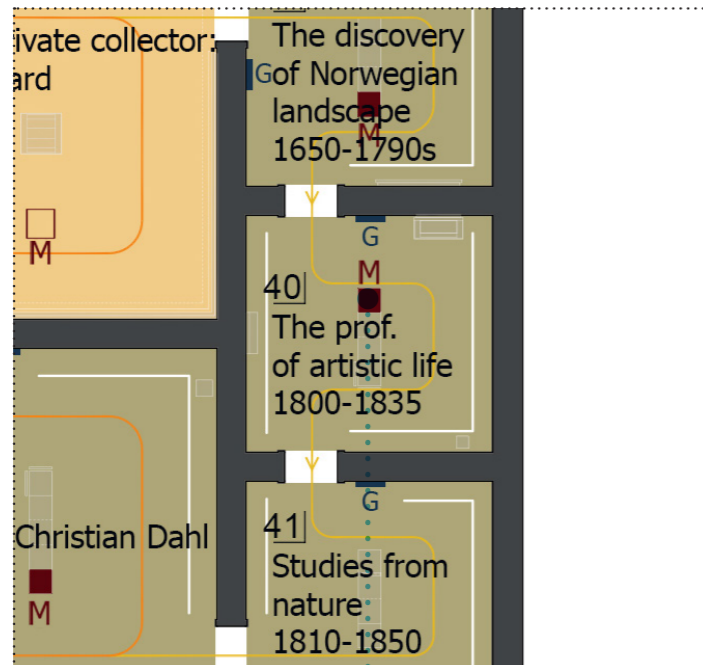 ivate collector:
ard
M
The discovery
of Norwegian
landscape
1650-1790s
G
M
G
M
40
The prof.
of artistic life
1800-1835
G
41
Studies from
nature
1810-1850
Christian Dahl
M